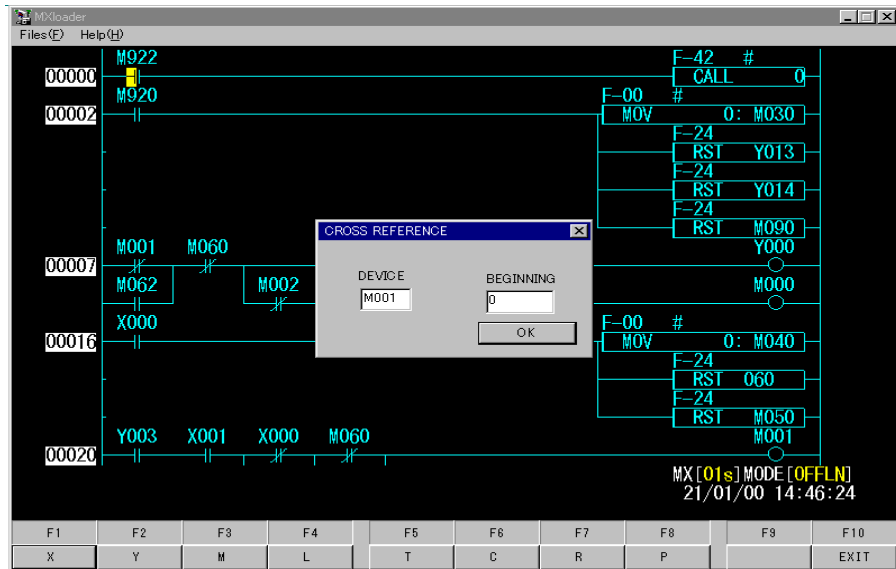 MXloader
Files(F) Help(H)
M922 F-42 #
00000 CALL 0
M920 F-00 #
00002 MOV 0: M030
F-24
RST Y013
F-24
RST Y014
F-24
RST M090
M001 M060 Y000
00007
M062 M002 M000
X000 F-00 #
00016 MOV 0: M040
F-24
RST 060
F-24
RST M050
Y003 X001 X000 M060 M001
00020
CROSS REFERENCE
DEVICE BEGINNING
M001 0
OK
MX[01s]MODE[OFFLN]
21/01/00 14:46:24
F1 F2 F3 F4 F5 F6 F7 F8 F9 F10
X Y M L T C R P EXIT